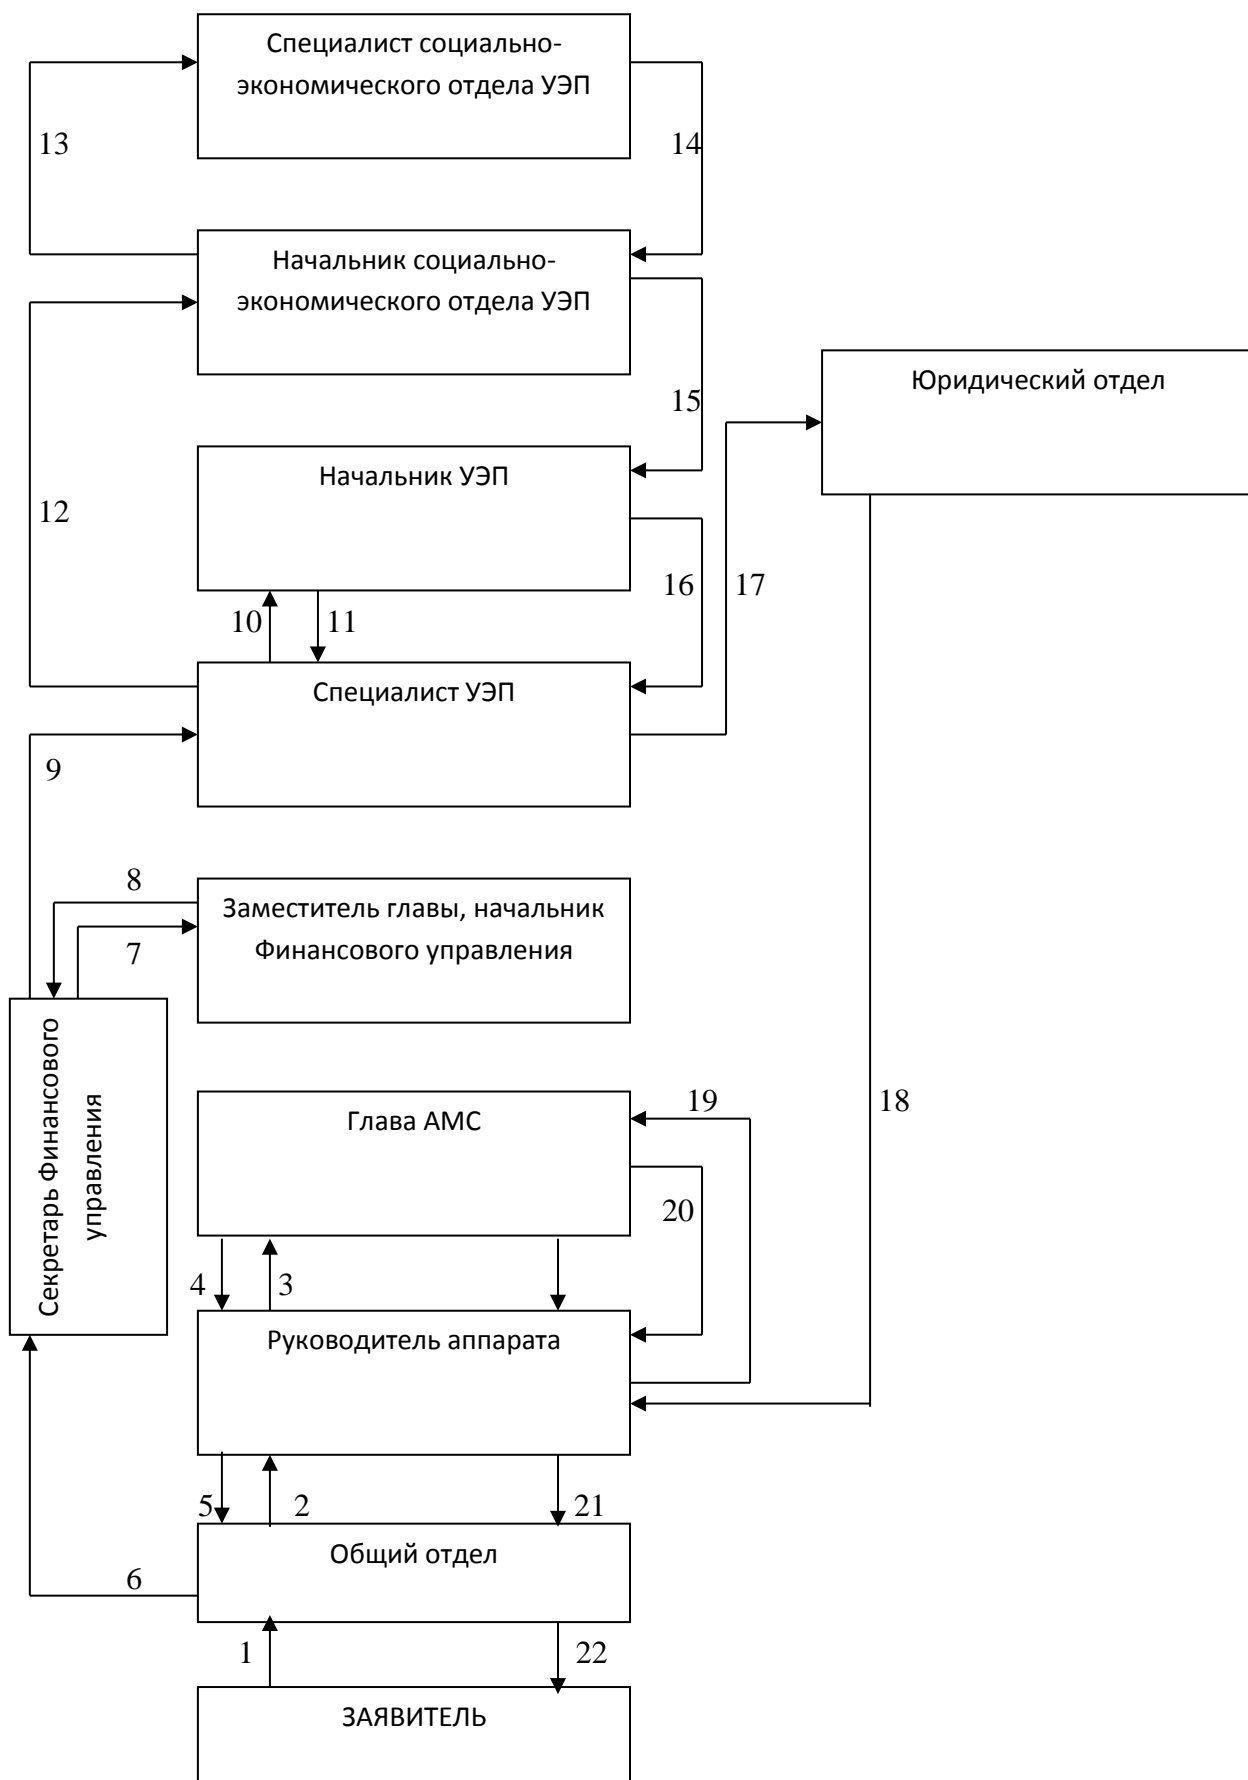 Специалист социально-
экономического отдела УЭП
13
14
Начальник социально-
экономического отдела УЭП
Юридический отдел
15
Начальник УЭП
12
16
17
10
11
Специалист УЭП
9
8
Заместитель главы, начальник
Финансового управления
7
Секретарь Финансового
управления
19
18
Глава АМС
20
4
3
Руководитель аппарата
5
2
21
Общий отдел
6
1
22
ЗАЯВИТЕЛЬ